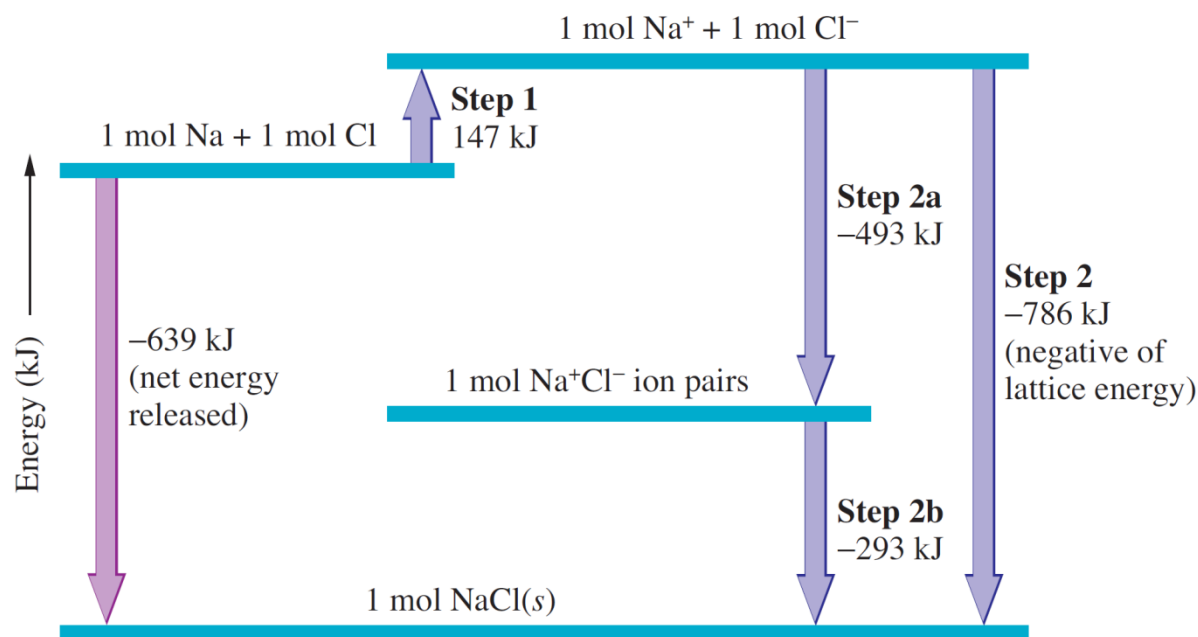 1 mol Na⁺ + 1 mol Cl⁻
Step 1
147 kJ
1 mol Na + 1 mol Cl
Step 2a
–493 kJ
Step 2
–786 kJ
(negative of
lattice energy)
–639 kJ
(net energy
released)
1 mol Na⁺Cl⁻ ion pairs
Step 2b
–293 kJ
1 mol NaCl(s)
Energy (kJ)